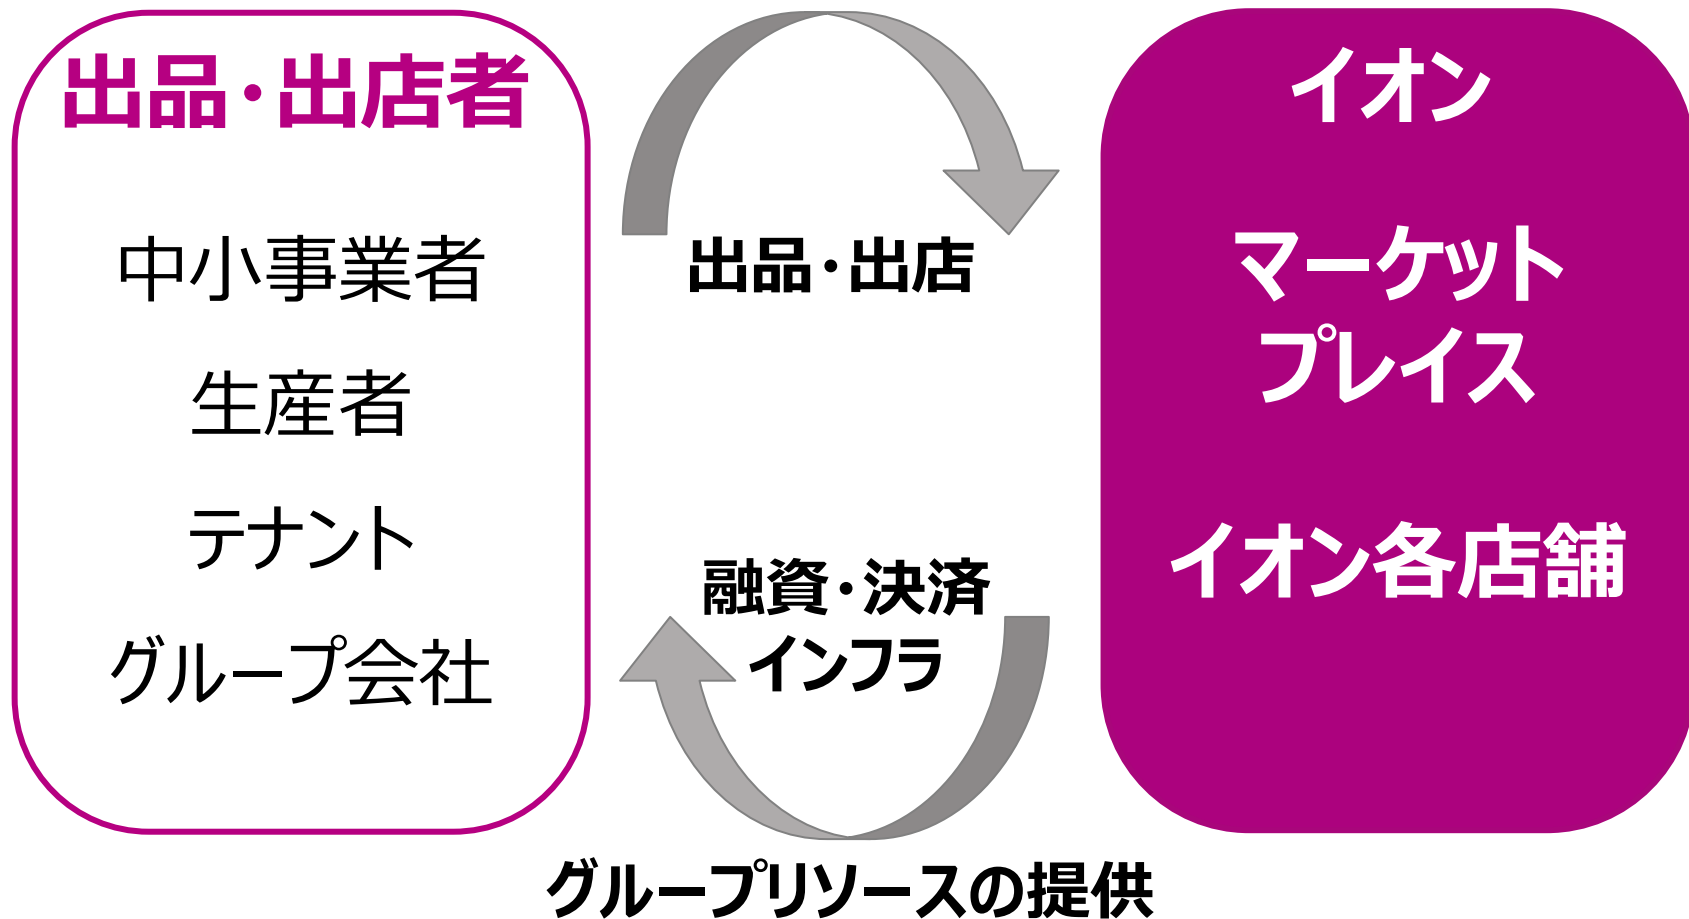 出品・出店者
中小事業者
生産者
テナント
グループ会社
出品・出店
融資・決済
インフラ
グループリソースの提供
イオン
マーケット
プレイス
イオン各店舗